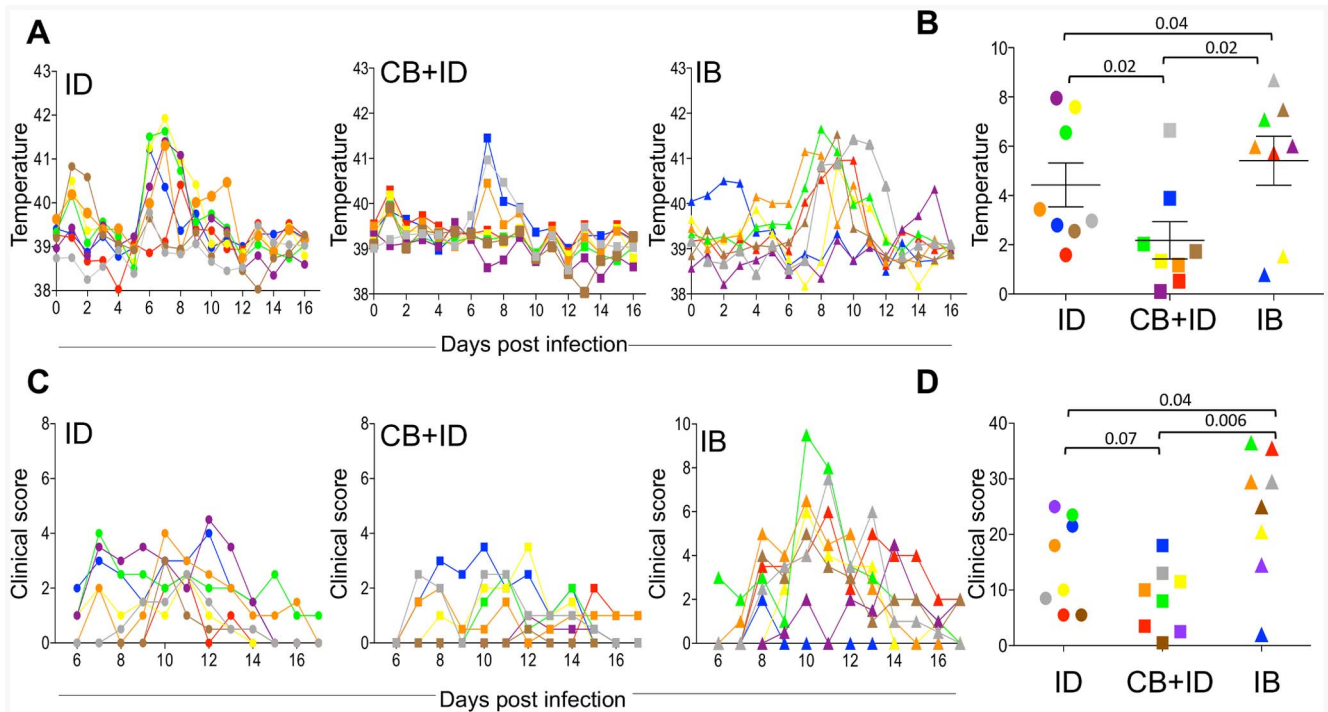 A
B
ID
CB+ID
IB
Temperature
43
42
41
40
39
38
0 2 4 6 8 10 12 14 16
Temperature
43
42
41
40
39
38
0 2 4 6 8 10 12 14 16
Temperature
43
42
41
40
39
38
0 2 4 6 8 10 12 14 16
Days post infection
0.04
0.02
0.02
Temperature
10
8
6
4
2
0
ID CB+ID IB
C
D
ID
CB+ID
IB
Clinical score
8
6
4
2
0
6 8 10 12 14 16
Clinical score
8
6
4
2
0
6 8 10 12 14 16
Clinical score
10
8
6
4
2
0
6 8 10 12 14 16
Days post infection
0.04
0.006
0.07
Clinical score
40
30
20
10
0
ID CB+ID IB